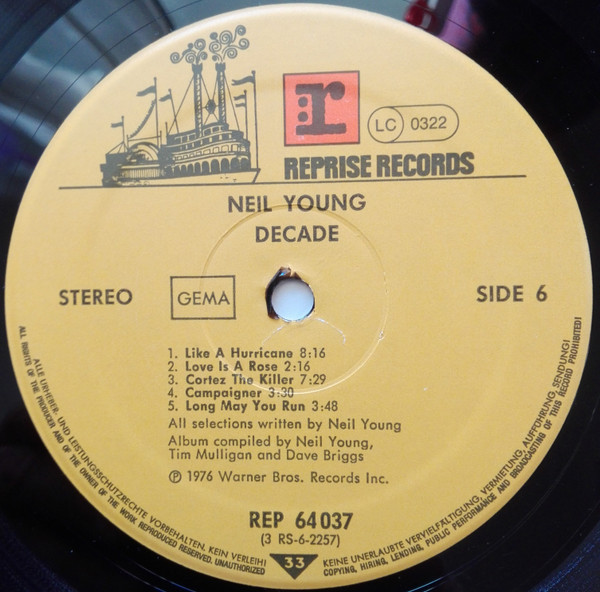 r
LC 0322
REPRISE RECORDS
NEIL YOUNG
DECADE
STEREO
GEMA
SIDE 6
1. Like A Hurricane 8:16
2. Love Is A Rose 2:16
3. Cortez The Killer 7:29
4. Campaigner 3:30
5. Long May You Run 3:48
All selections written by Neil Young
Album compiled by Neil Young,
Tim Mulligan and Dave Briggs
℗ 1976 Warner Bros. Records Inc.
REP 64 037
(3 RS-6-2257)
33
ALLE URHEBER- UND LEISTUNGSSCHUTZRECHTE VORBEHALTEN. KEIN VERLEIH! KEINE UNERLAUBTE VERVIELFÄLTIGUNG, VERMIETUNG, AUFFÜHRUNG, SENDUNG!
ALL RIGHTS OF THE PRODUCER AND OF THE OWNER OF THE WORK REPRODUCED RESERVED. UNAUTHORIZED COPYING, HIRING, LENDING, PUBLIC PERFORMANCE AND BROADCASTING OF THIS RECORD PROHIBITED!